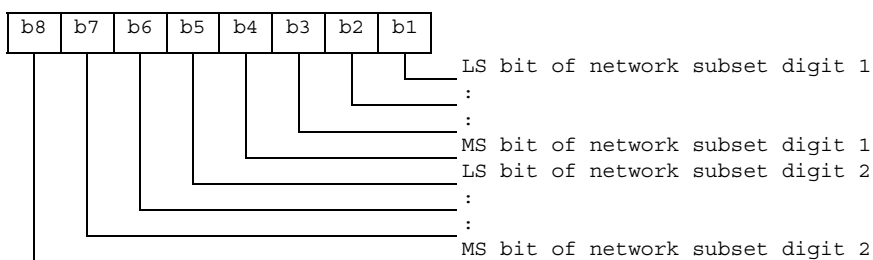 b8 b7 b6 b5 b4 b3 b2 b1
LS bit of network subset digit 1
:
:
MS bit of network subset digit 1
LS bit of network subset digit 2
:
:
MS bit of network subset digit 2